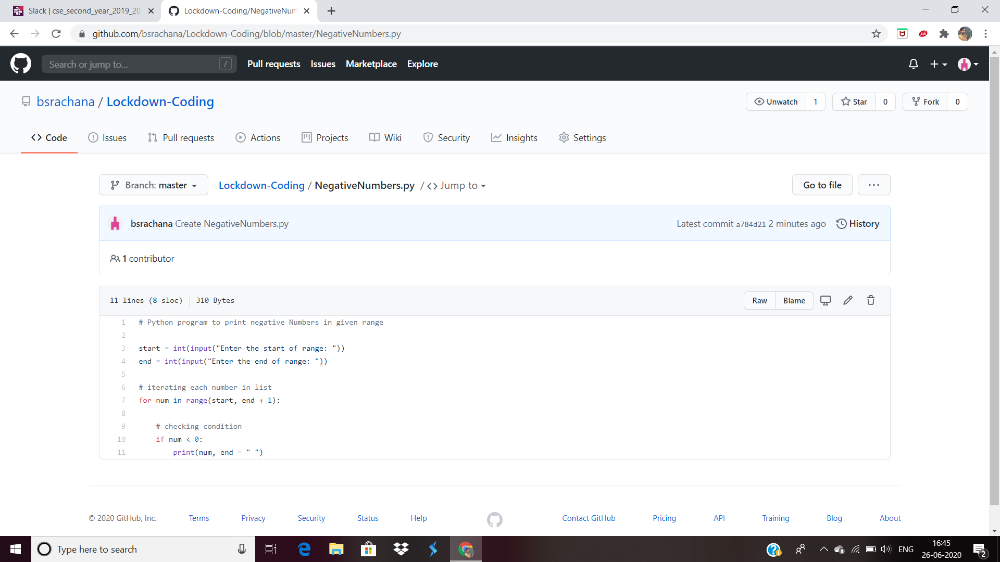 Slack | cse_second_year_2019_20
Lockdown-Coding/NegativeNum
github.com/bsrachana/Lockdown-Coding/blob/master/NegativeNumbers.py
Ask
Search or jump to... /
Pull requests Issues Marketplace Explore
bsrachana / Lockdown-Coding
Unwatch 1 Star 0 Fork 0
Code Issues Pull requests Actions Projects Wiki Security Insights Settings
Branch: master Lockdown-Coding / NegativeNumbers.py / <> Jump to Go to file ...
bsrachana Create NegativeNumbers.py Latest commit a784d21 2 minutes ago History
1 contributor
11 lines (8 sloc) 310 Bytes Raw Blame
1 # Python program to print negative Numbers in given range
2
3 start = int(input("Enter the start of range: "))
4 end = int(input("Enter the end of range: "))
5
6 # iterating each number in list
7 for num in range(start, end + 1):
8
9 # checking condition
10 if num < 0:
11 print(num, end = " ")
© 2020 GitHub, Inc. Terms Privacy Security Status Help Contact GitHub Pricing API Training Blog About
Type here to search
ENG
16:45
26-06-2020
2